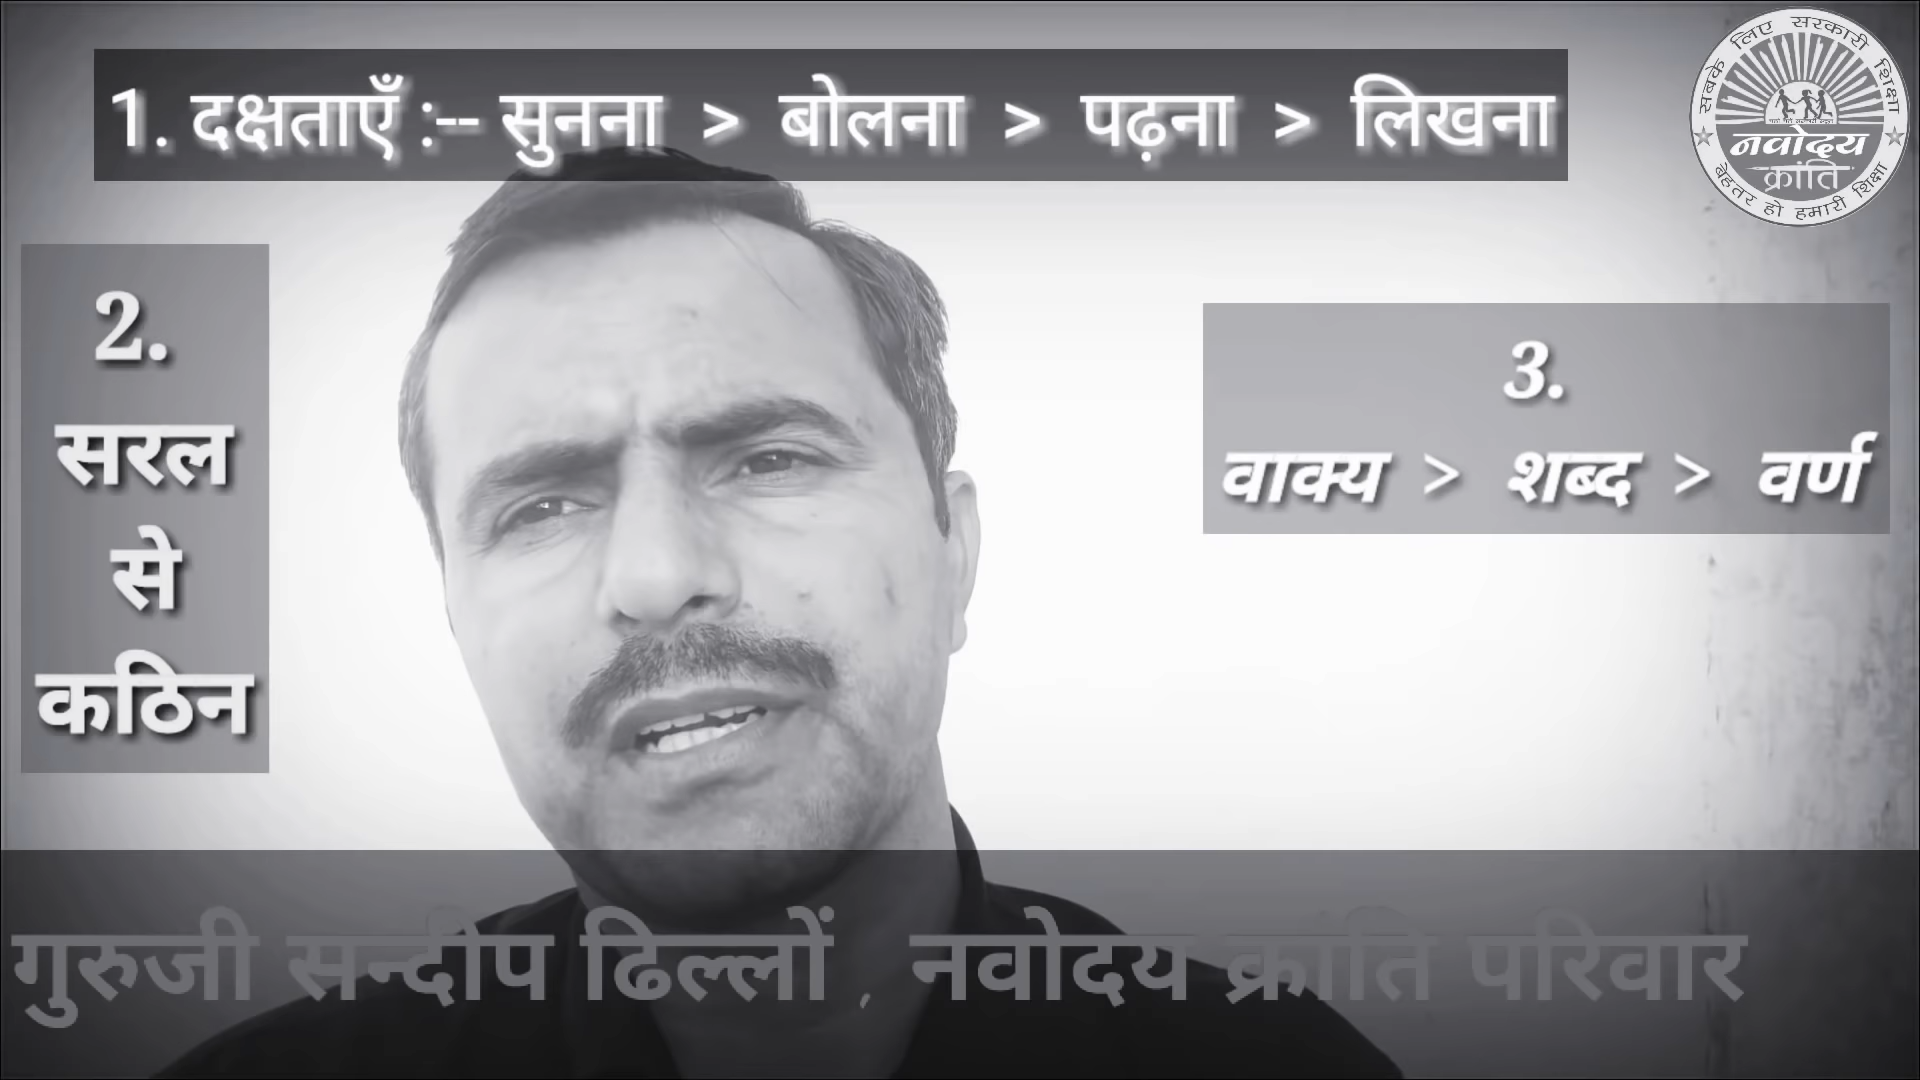 1. दक्षताएँ :-- सुनना > बोलना > पढ़ना > लिखना
सबके लिए सरकारी शिक्षा
नवोदय
क्रांति
बेहतर हो हमारी शिक्षा
2.
सरल
से
कठिन
3.
वाक्य > शब्द > वर्ण
गुरुजी सन्दीप ढिल्लों , नवोदय क्रांति परिवार